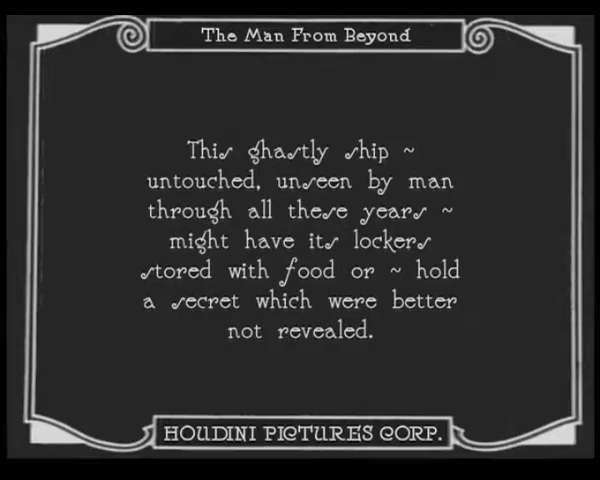 The Man From Beyond
This ghastly ship ~
untouched, unseen by man
through all these years ~
might have its lockers
stored with food or ~ hold
a secret which were better
not revealed.
HOUDINI PICTURES CORP.